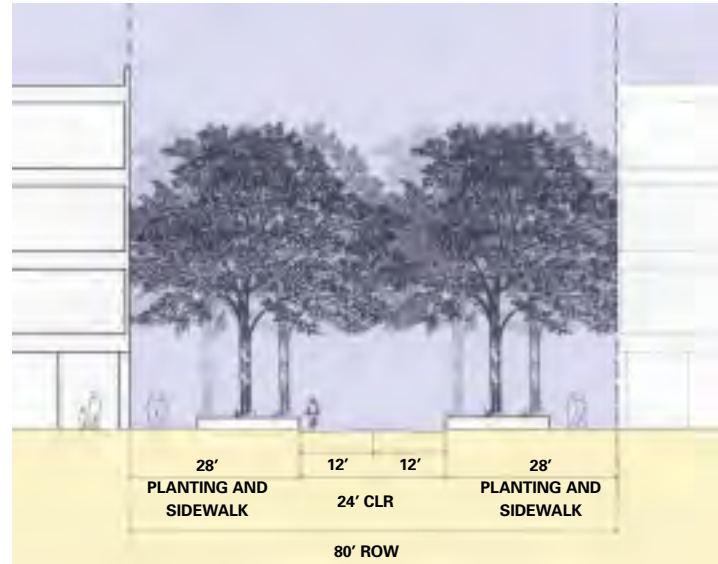 28’ 12’ 12’ 28’
PLANTING AND SIDEWALK
24’ CLR
PLANTING AND SIDEWALK
80’ ROW